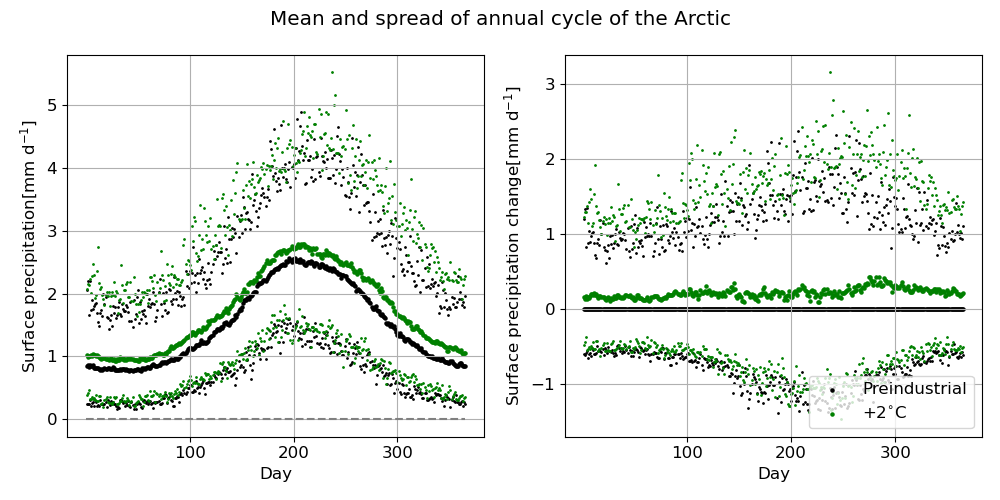 Mean and spread of annual cycle of the Arctic
Surface precipitation[mm d⁻¹]
5
4
3
2
1
0
100
200
300
Day
Surface precipitation change[mm d⁻¹]
3
2
1
0
−1
100
200
300
Day
Preindustrial
+2°C